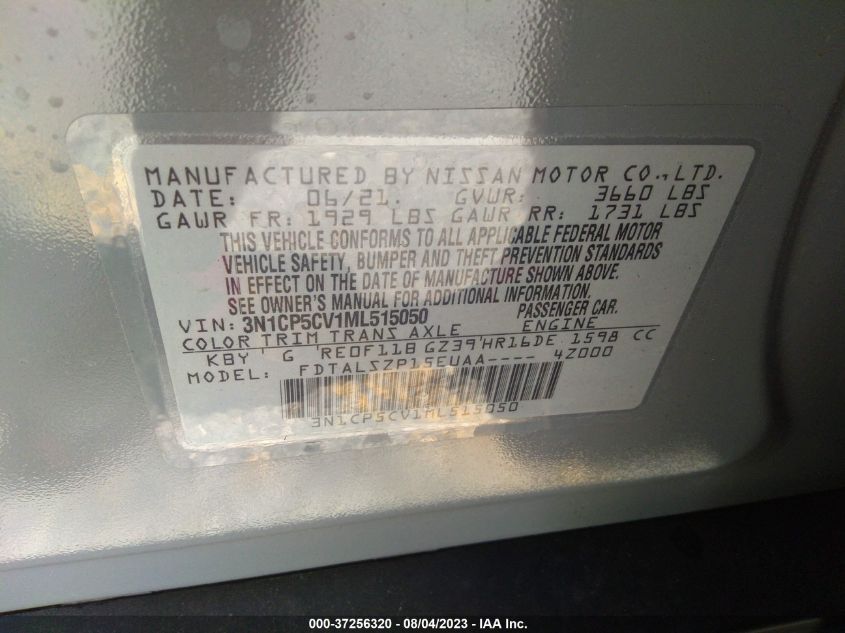 MANUFACTURED BY NISSAN MOTOR CO., LTD.
DATE: 06/21. GVWR: 3660 LBS
GAWR FR: 1929 LBS GAWR RR: 1731 LBS
THIS VEHICLE CONFORMS TO ALL APPLICABLE FEDERAL MOTOR
VEHICLE SAFETY, BUMPER AND THEFT PREVENTION STANDARDS
IN EFFECT ON THE DATE OF MANUFACTURE SHOWN ABOVE.
SEE OWNER'S MANUAL FOR ADDITIONAL INFORMATION.
VIN: 3N1CP5CV1ML515050 PASSENGER CAR.
COLOR TRIM TRANS AXLE ENGINE
KBY G RE0F11B GZ39 HR16DE 1598 CC
MODEL: FDTALSZP15EUAA---- 4Z000
3N1CP5CV1ML515050
000-37256320 - 08/04/2023 - IAA Inc.